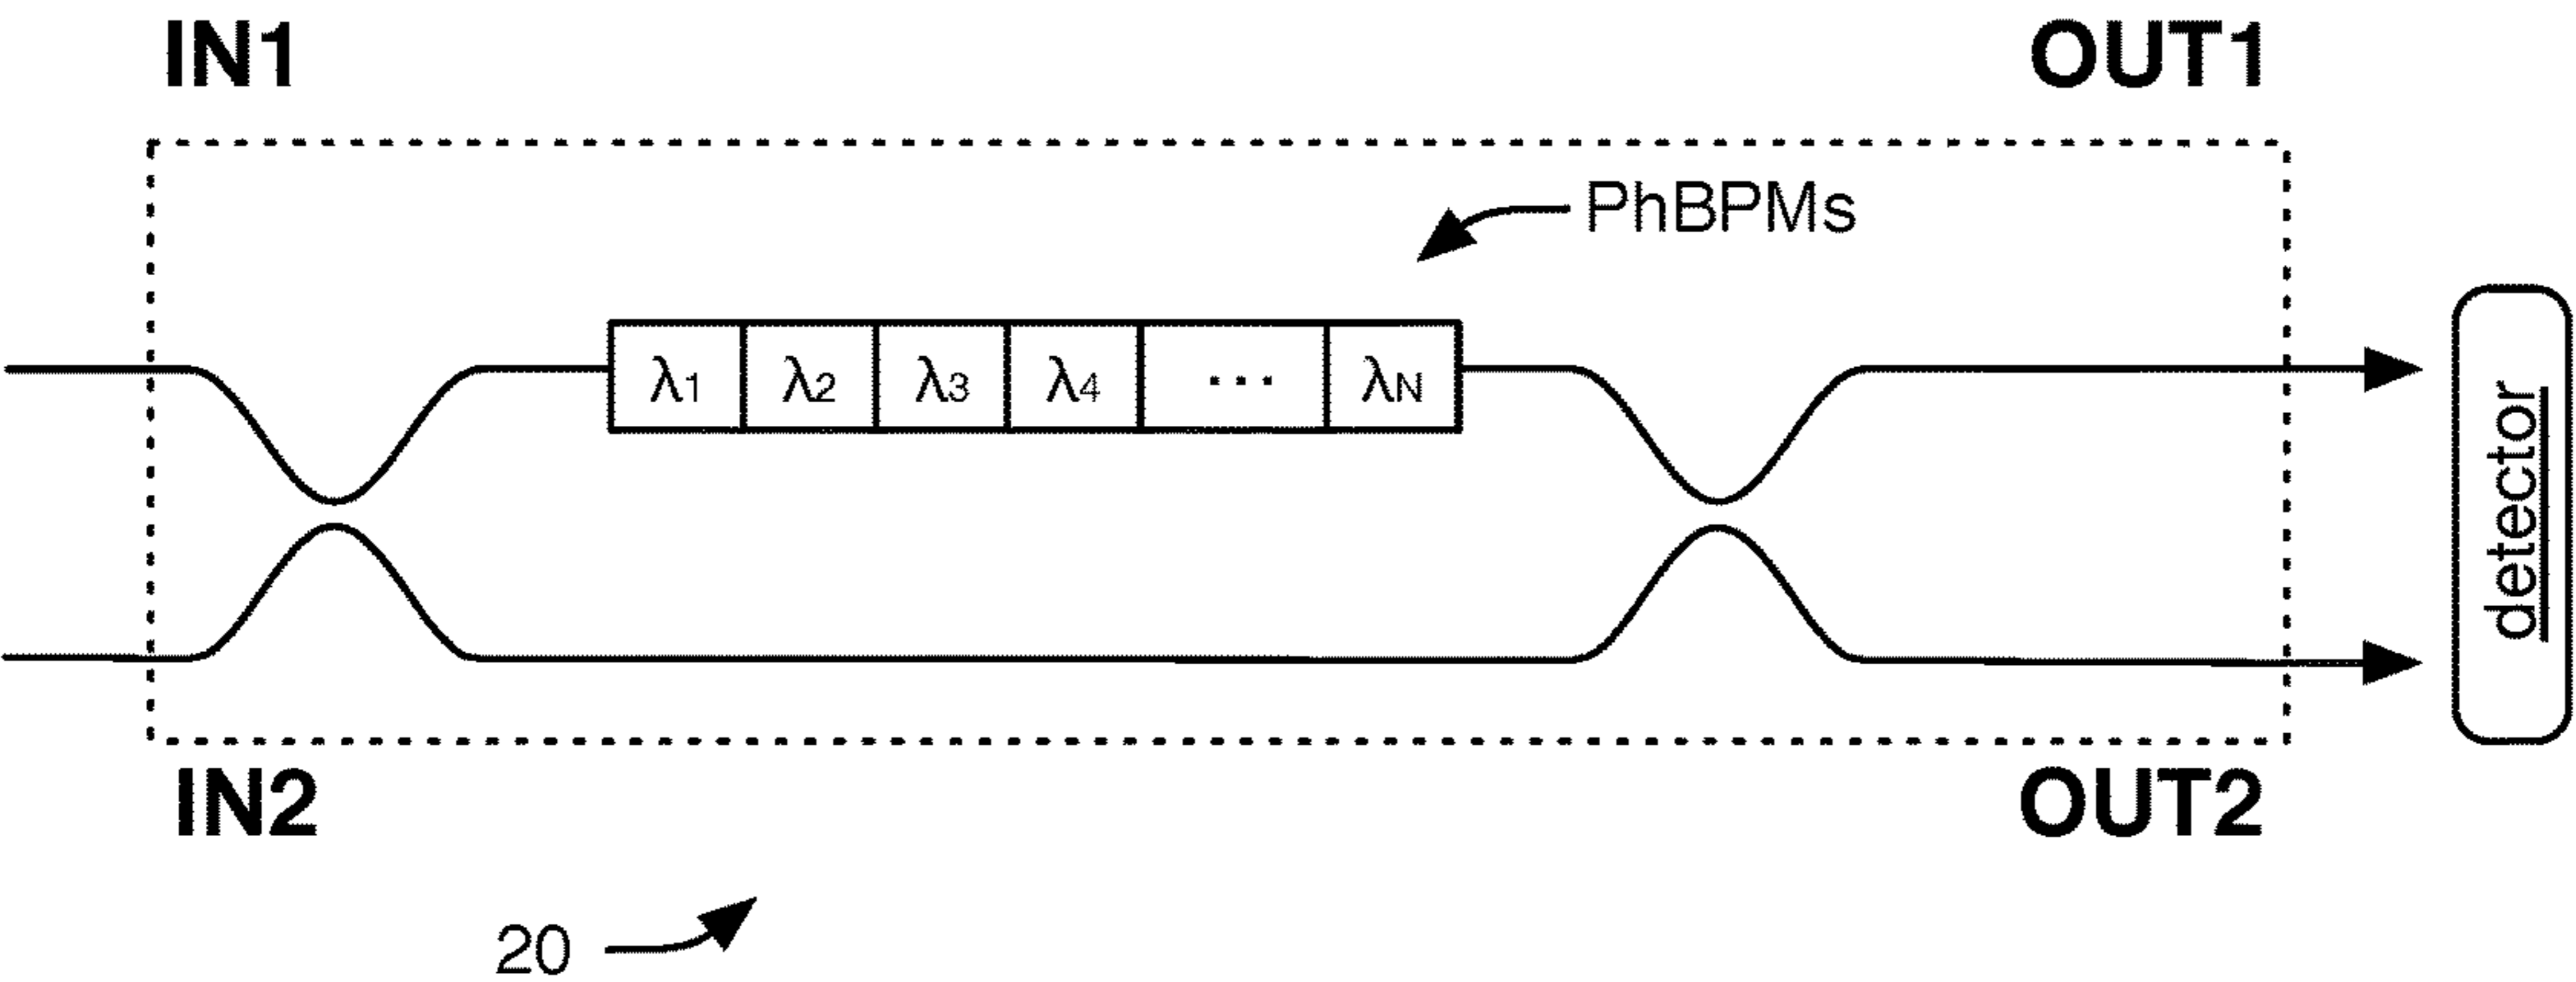 IN1
OUT1
PhBPMs
λ1 λ2 λ3 λ4 ... λN
detector
IN2
OUT2
20